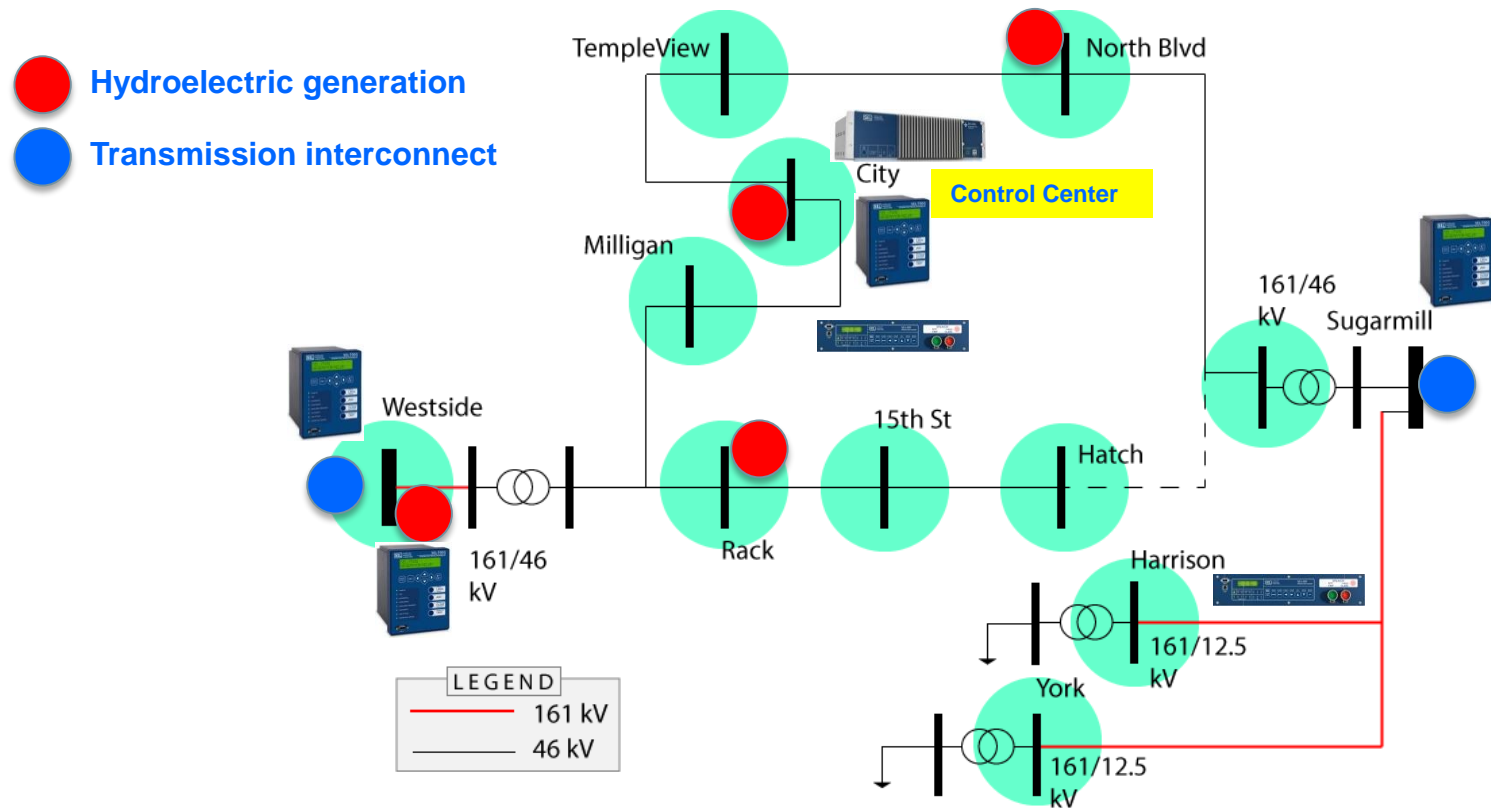 Hydroelectric generation
Transmission interconnect
TempleView
North Blvd
City
Control Center
Milligan
161/46
kV
Sugarmill
Westside
15th St
Hatch
161/46
kV
Rack
Harrison
161/12.5
kV
York
161/12.5
kV
LEGEND
161 kV
46 kV